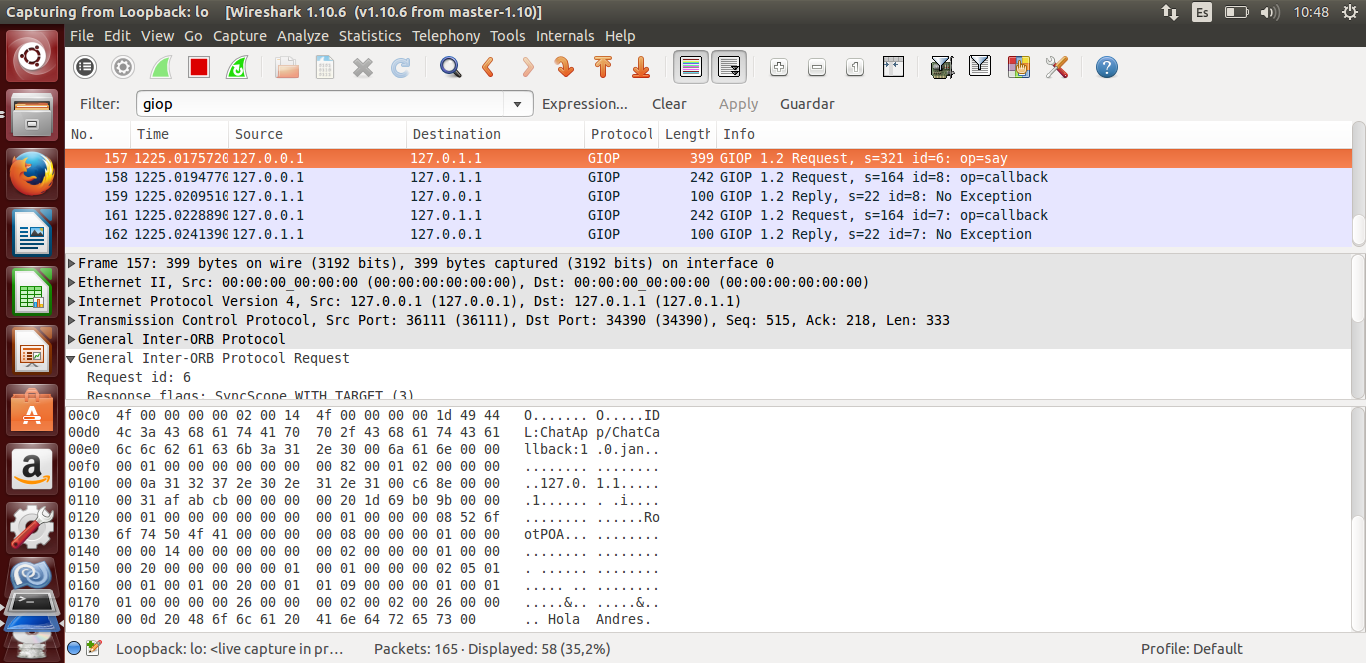 Capturing from Loopback: lo [Wireshark 1.10.6 (v1.10.6 from master-1.10)] Es 10:48
File Edit View Go Capture Analyze Statistics Telephony Tools Internals Help
Filter: giop Expression... Clear Apply Guardar
No. Time Source Destination Protocol Length Info
157 1225.0175720 127.0.0.1 127.0.1.1 GIOP 399 GIOP 1.2 Request, s=321 id=6: op=say
158 1225.0194770 127.0.0.1 127.0.1.1 GIOP 242 GIOP 1.2 Request, s=164 id=8: op=callback
159 1225.0209510 127.0.1.1 127.0.0.1 GIOP 100 GIOP 1.2 Reply, s=22 id=8: No Exception
161 1225.0228890 127.0.0.1 127.0.1.1 GIOP 242 GIOP 1.2 Request, s=164 id=7: op=callback
162 1225.0241390 127.0.1.1 127.0.0.1 GIOP 100 GIOP 1.2 Reply, s=22 id=7: No Exception
Frame 157: 399 bytes on wire (3192 bits), 399 bytes captured (3192 bits) on interface 0
Ethernet II, Src: 00:00:00_00:00:00 (00:00:00:00:00:00), Dst: 00:00:00_00:00:00 (00:00:00:00:00:00)
Internet Protocol Version 4, Src: 127.0.0.1 (127.0.0.1), Dst: 127.0.1.1 (127.0.1.1)
Transmission Control Protocol, Src Port: 36111 (36111), Dst Port: 34390 (34390), Seq: 515, Ack: 218, Len: 333
General Inter-ORB Protocol
General Inter-ORB Protocol Request
Request id: 6
Response flags: SyncScope WITH TARGET (3)
00c0 4f 00 00 00 00 02 00 14 4f 00 00 00 00 1d 49 44 O....... O.....ID
00d0 4c 3a 43 68 61 74 41 70 70 2f 43 68 61 74 43 61 L:ChatAp p/ChatCa
00e0 6c 6c 62 61 63 6b 3a 31 2e 30 00 6a 61 6e 00 00 llback:1 .0.jan..
00f0 00 01 00 00 00 00 00 00 00 82 00 01 02 00 00 00 ........ ........
0100 00 0a 31 32 37 2e 30 2e 31 2e 31 00 c6 8e 00 00 ..127.0. 1.1.....
0110 00 31 af ab cb 00 00 00 00 20 1d 69 b0 9b 00 00 .1...... . .i....
0120 00 01 00 00 00 00 00 00 00 01 00 00 00 08 52 6f ........ ......Ro
0130 6f 74 50 4f 41 00 00 00 00 08 00 00 00 01 00 00 otPOA... ........
0140 00 00 14 00 00 00 00 00 00 02 00 00 00 01 00 00 ........ ........
0150 00 20 00 00 00 00 00 01 00 01 00 00 00 02 05 01 . ...... ........
0160 00 01 00 01 00 20 00 01 01 09 00 00 00 01 00 01 ..... .. ........
0170 01 00 00 00 00 26 00 00 00 02 00 02 00 26 00 00 .....&.. .....&..
0180 00 0d 20 48 6f 6c 61 20 41 6e 64 72 65 73 00 .. Hola Andres.
Loopback: lo: <live capture in pr... Packets: 165 · Displayed: 58 (35,2%) Profile: Default